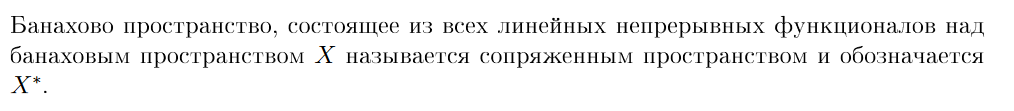 Банахово пространство, состоящее из всех линейных непрерывных функционалов над
банаховым пространством X называется сопряженным пространством и обозначается
X*.